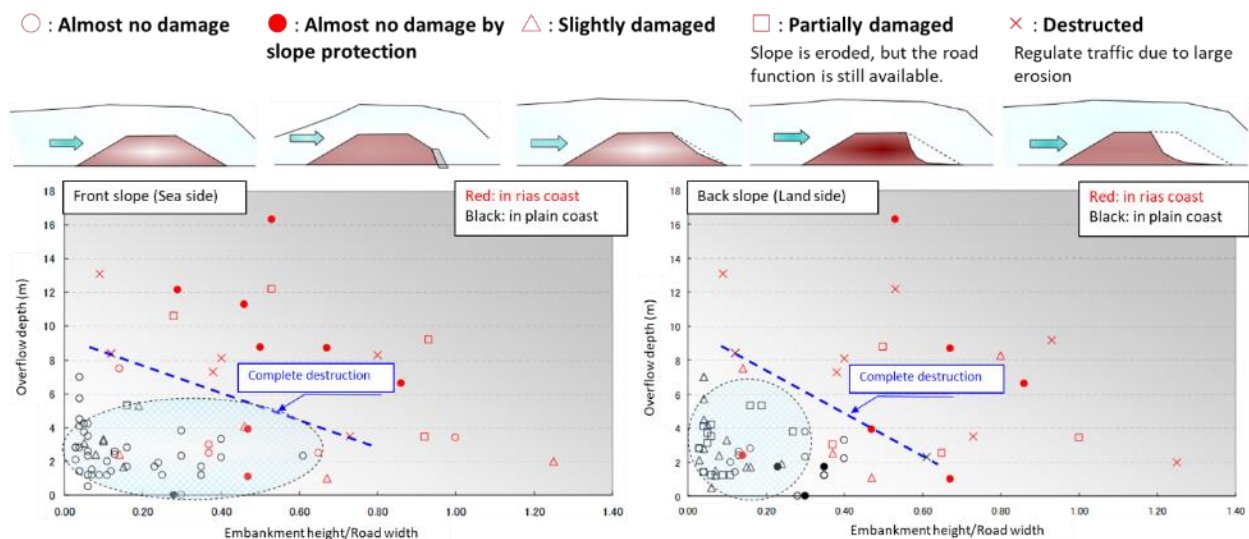 ○ : Almost no damage
● : Almost no damage by
slope protection
△ : Slightly damaged
□ : Partially damaged
Slope is eroded, but the road
function is still available.
× : Destructed
Regulate traffic due to large
erosion
Front slope (Sea side)
Red: in rias coast
Black: in plain coast
Overflow depth (m)
18
16
14
12
10
8
6
4
2
0
Complete destruction
0.00 0.20 0.40 0.60 0.80 1.00 1.20 1.40
Embankment height/Road width
Back slope (Land side)
Red: in rias coast
Black: in plain coast
Overflow depth (m)
18
16
14
12
10
8
6
4
2
0
Complete destruction
0.00 0.20 0.40 0.60 0.80 1.00 1.20 1.40
Embankment height/Road width